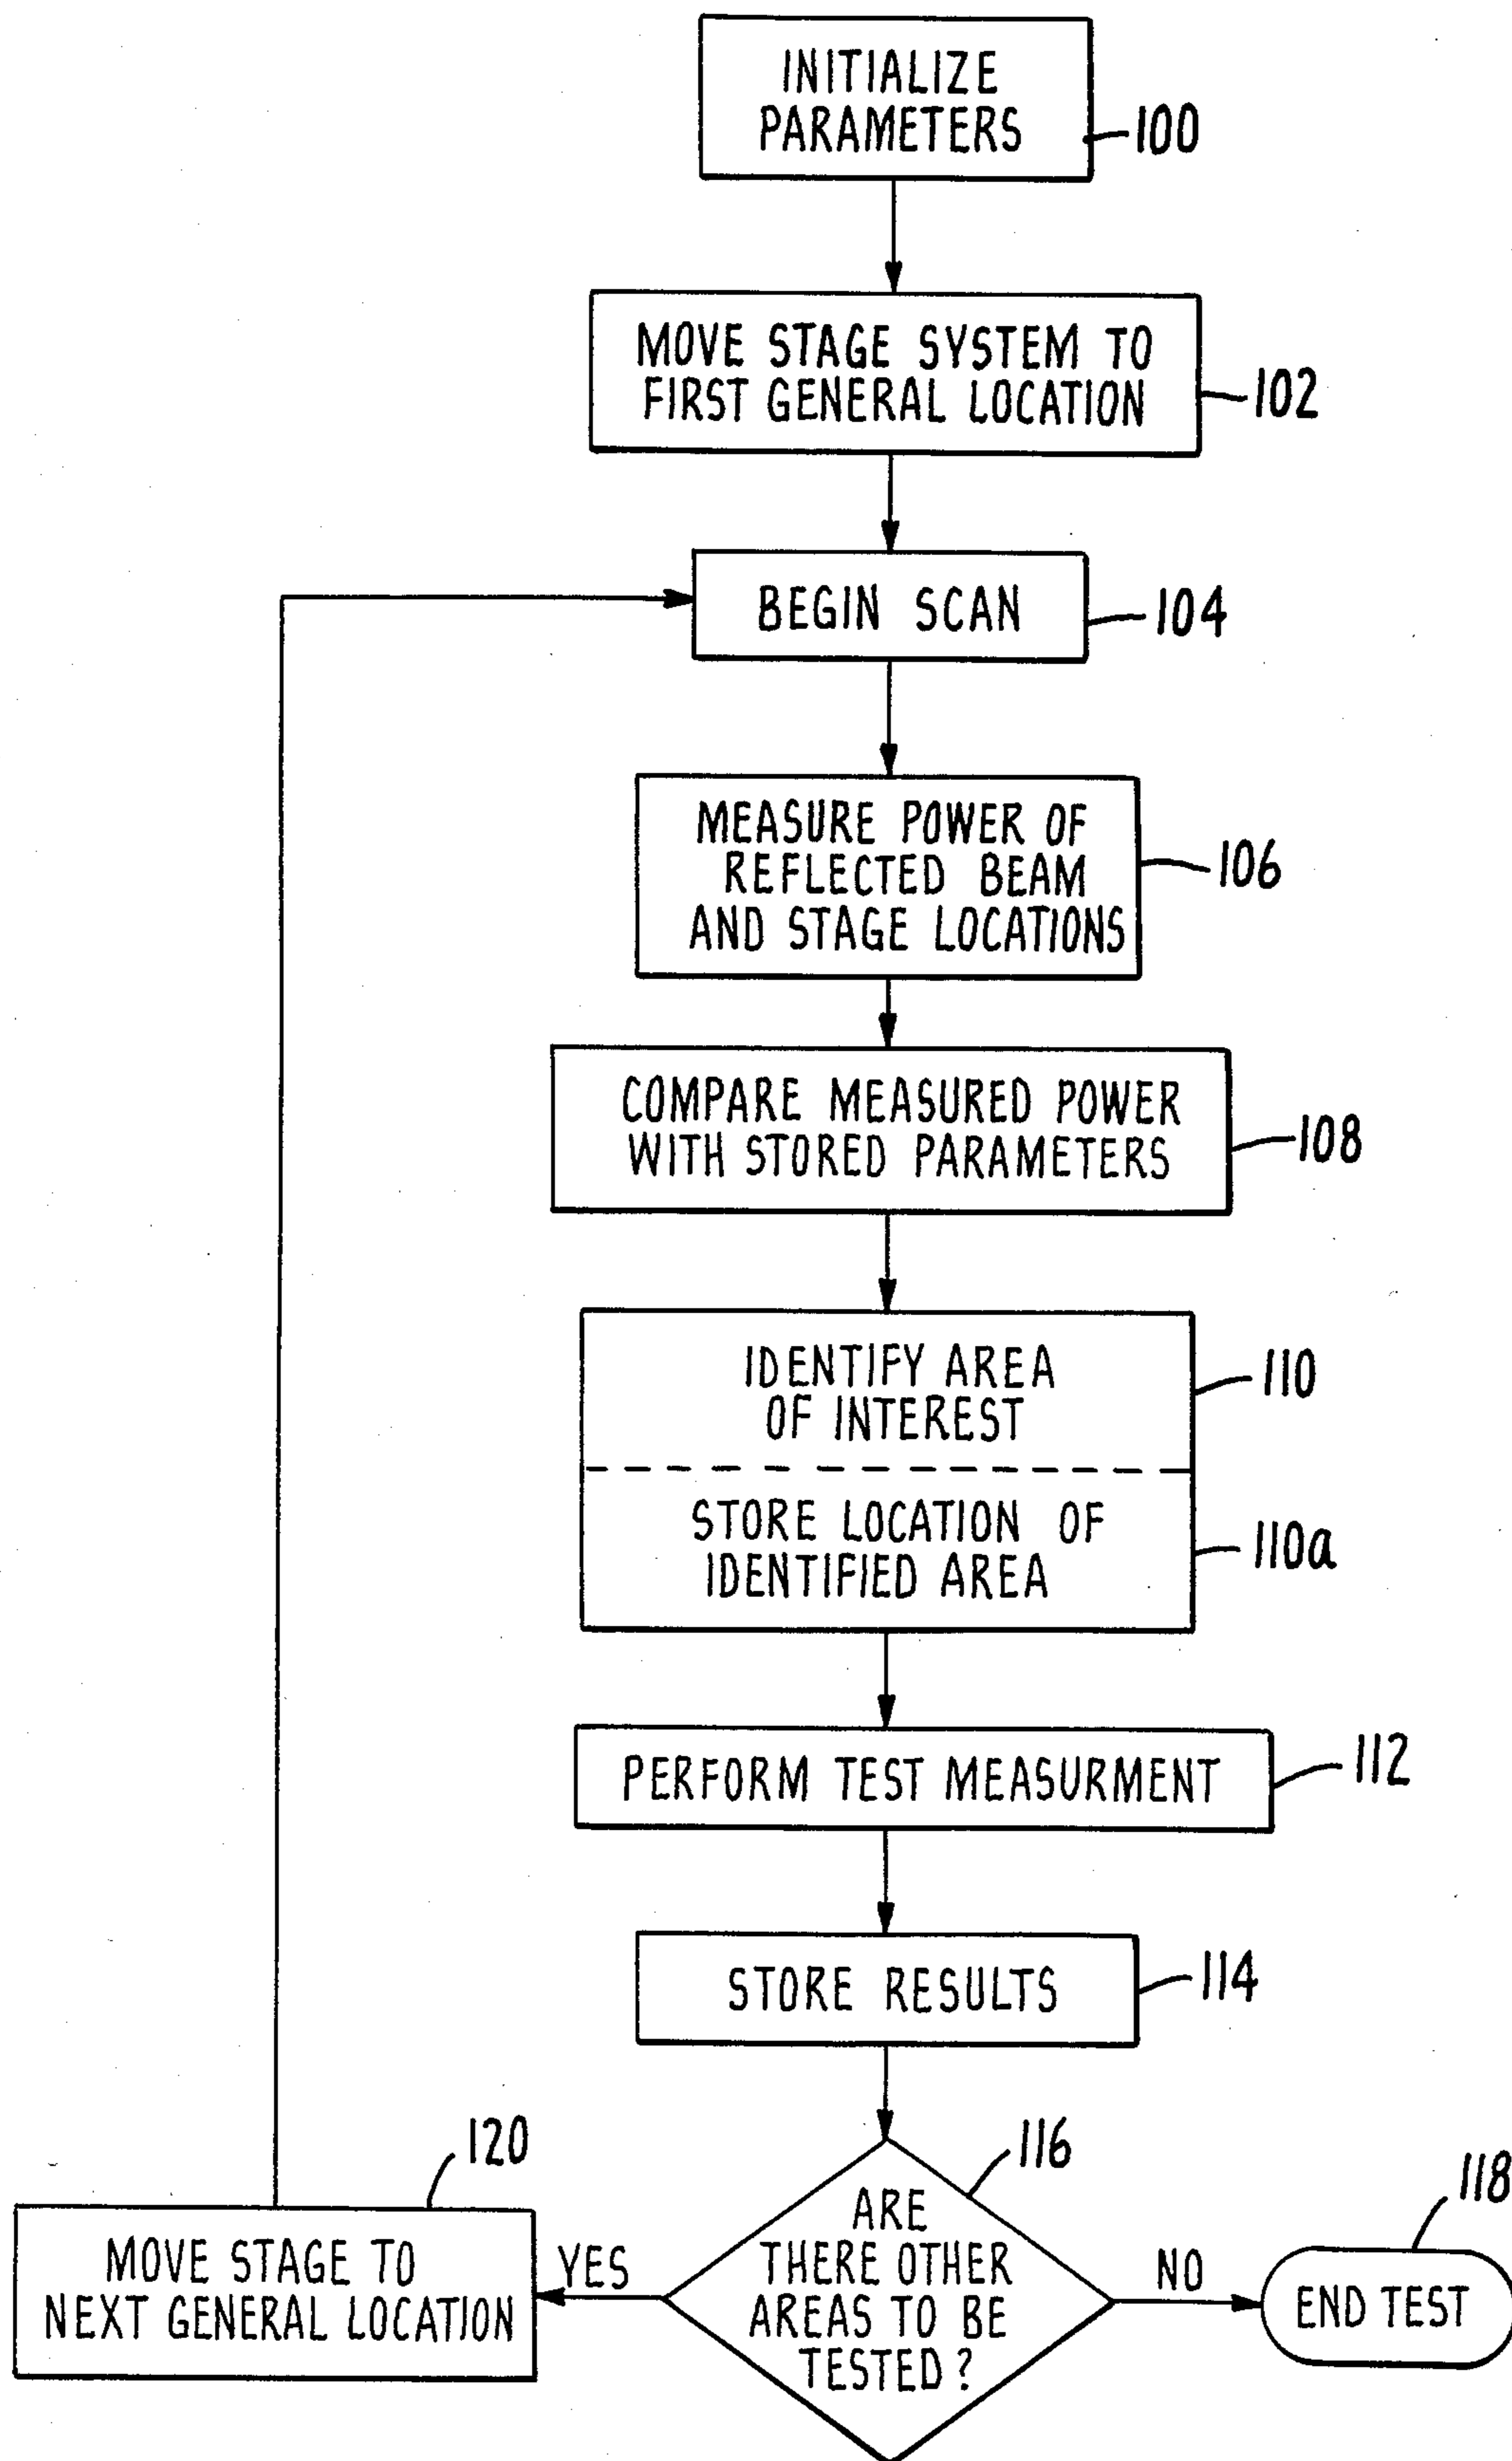 INITIALIZE
PARAMETERS
100
MOVE STAGE SYSTEM TO
FIRST GENERAL LOCATION
102
BEGIN SCAN
104
MEASURE POWER OF
REFLECTED BEAM
AND STAGE LOCATIONS
106
COMPARE MEASURED POWER
WITH STORED PARAMETERS
108
IDENTIFY AREA
OF INTEREST
110
STORE LOCATION OF
IDENTIFIED AREA
110a
PERFORM TEST MEASURMENT
112
STORE RESULTS
114
ARE
THERE OTHER
AREAS TO BE
TESTED?
116
YES
120
MOVE STAGE TO
NEXT GENERAL LOCATION
NO
118
END TEST